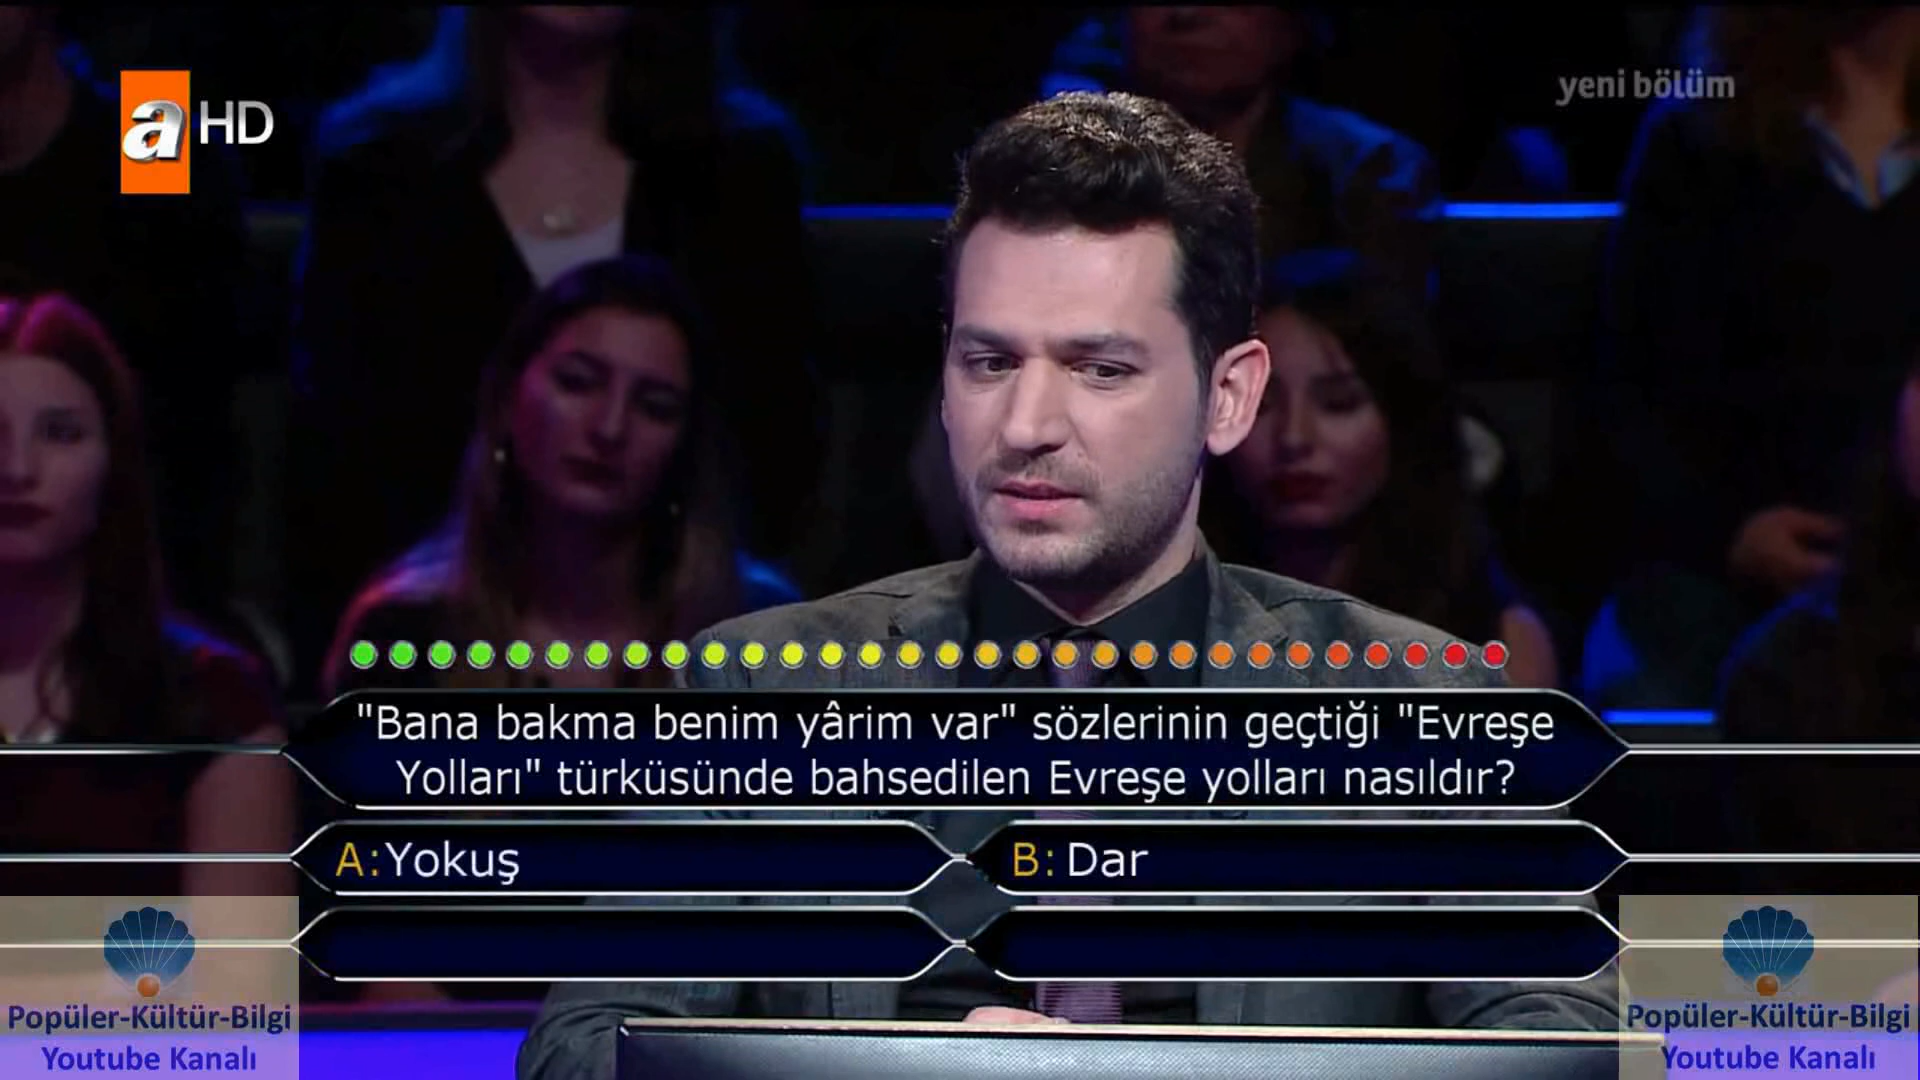 a HD
yeni bölüm
"Bana bakma benim yârim var" sözlerinin geçtiği "Evreşe
Yolları" türküsünde bahsedilen Evreşe yolları nasıldır?
A: Yokuş
B: Dar
Popüler-Kültür-Bilgi
Youtube Kanalı
Popüler-Kültür-Bilgi
Youtube Kanalı